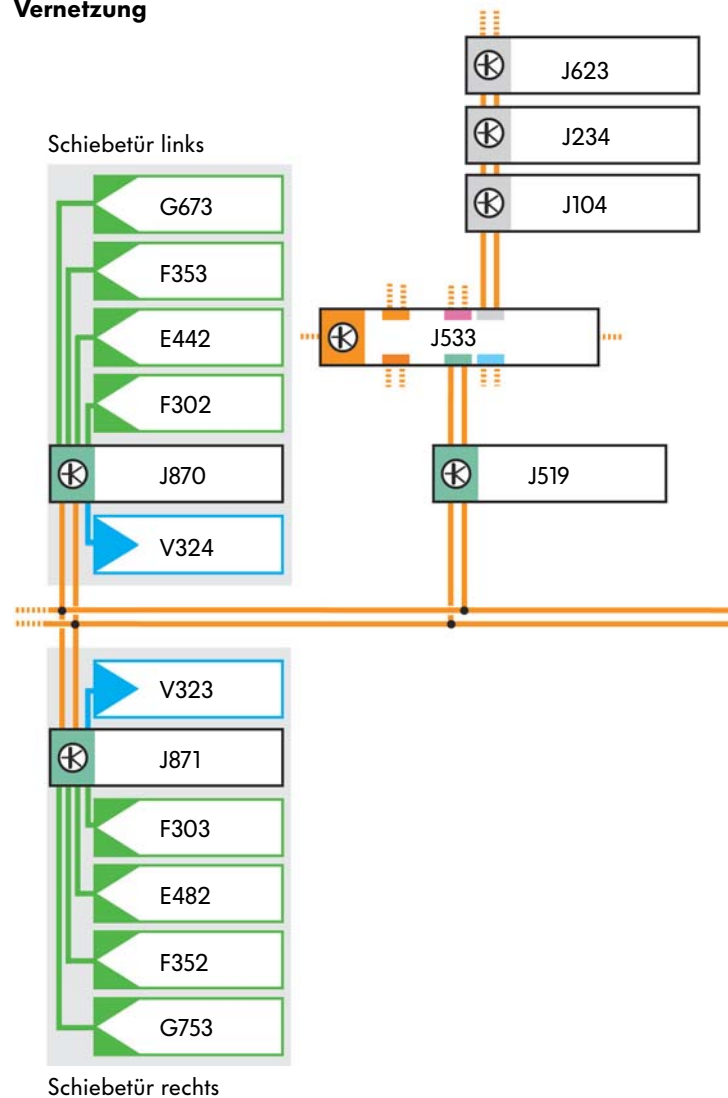 Vernetzung
J623
J234
J104
Schiebetür links
G673
F353
E442
F302
J870
V324
J533
J519
V323
J871
F303
E482
F352
G753
Schiebetür rechts